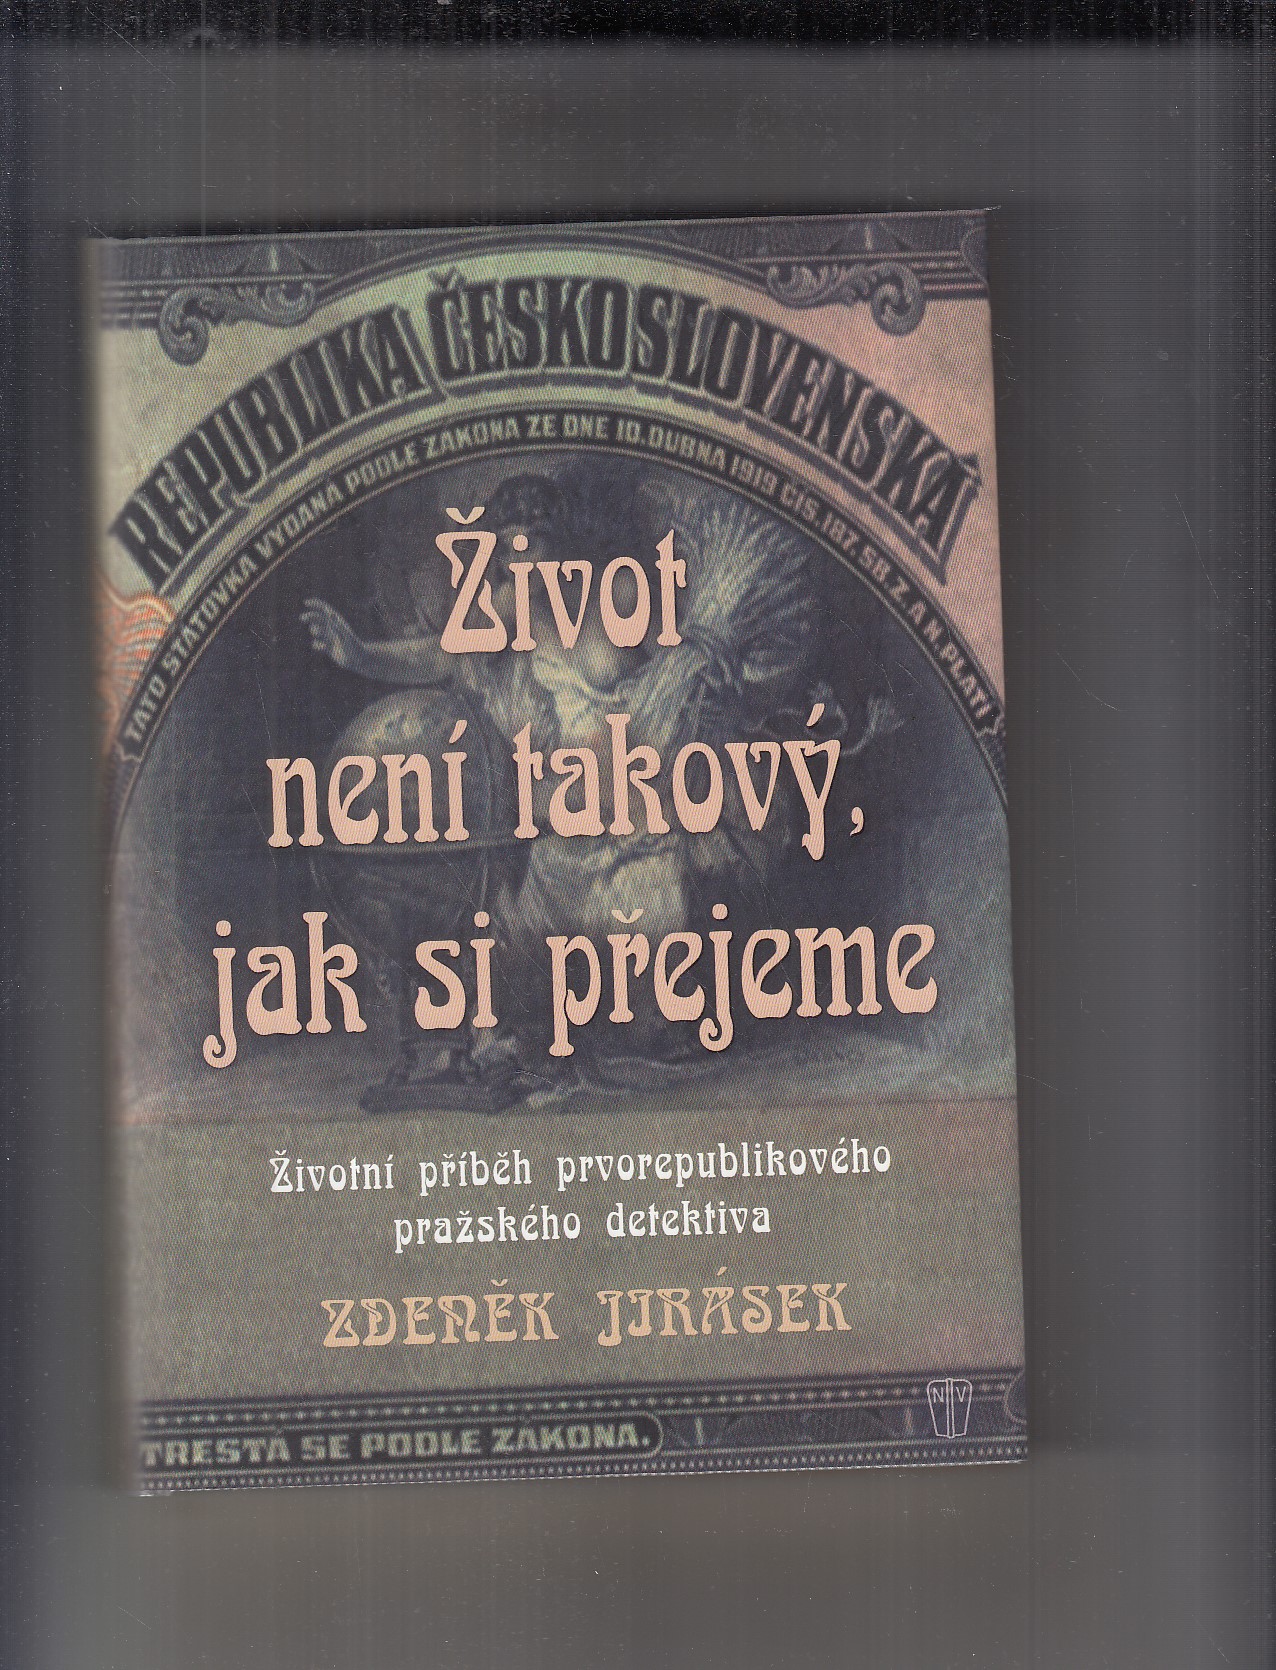 REPUBLIKA ČESKOSLOVENSKÁ
TATO STÁTOVKA VYDANÁ PODLE ZÁKONA ZE DNE 10. DUBNA 1919 ČÍS. 187. SB. Z. A N. PLATÍ
Život
není takový,
jak si přejeme
Životní příběh prvorepublikového
pražského detektiva
ZDENĚK JIRÁSEK
NV
TRESTÁ SE PODLE ZÁKONA.